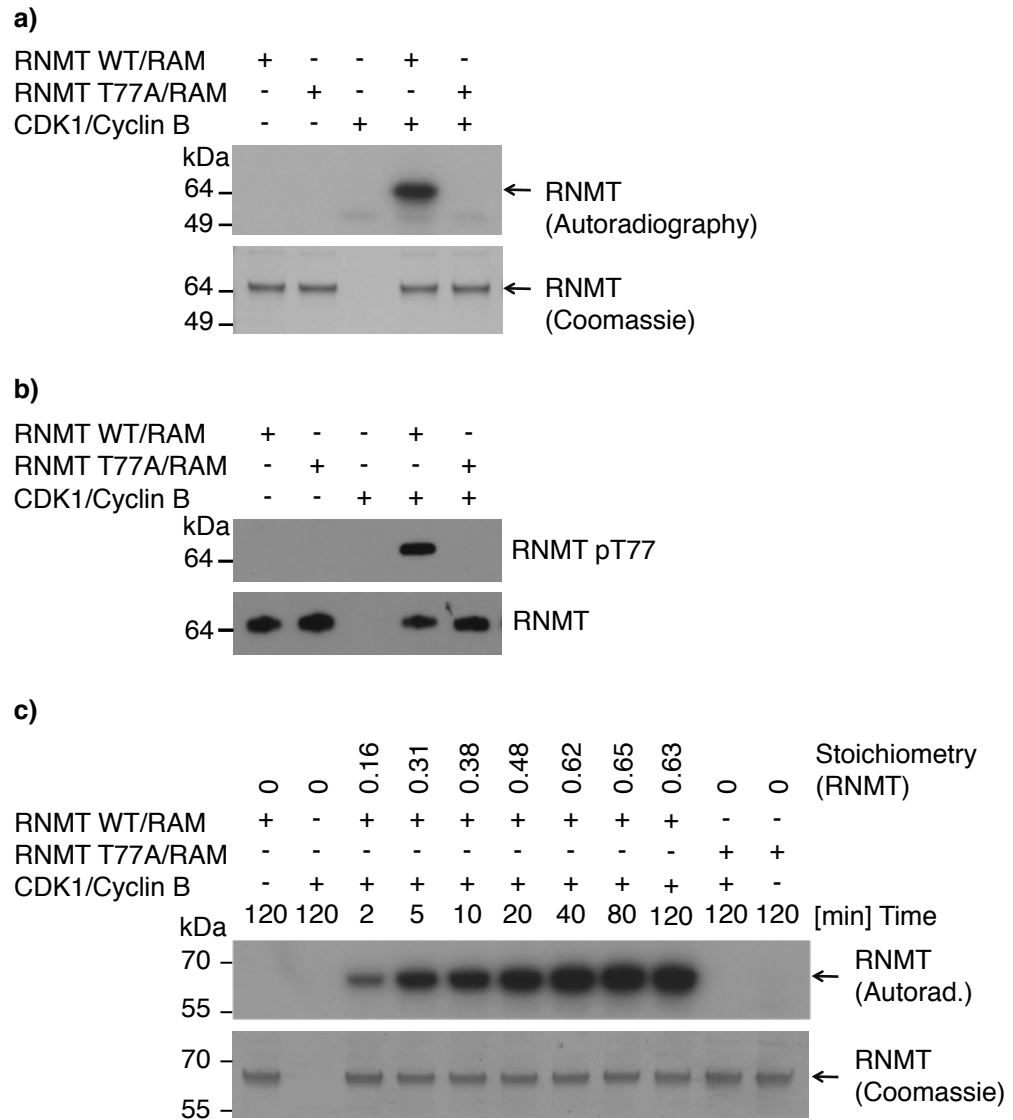 a)
RNMT WT/RAM + - - + -
RNMT T77A/RAM - + - - +
CDK1/Cyclin B - - + + +
kDa
64
49
RNMT
(Autoradiography)
64
49
RNMT
(Coomassie)
b)
RNMT WT/RAM + - - + -
RNMT T77A/RAM - + - - +
CDK1/Cyclin B - - + + +
kDa
64
RNMT pT77
64
RNMT
c)
0 0 0.16 0.31 0.38 0.48 0.62 0.65 0.63 0 0 Stoichiometry
(RNMT)
RNMT WT/RAM + - + + + + + + + - -
RNMT T77A/RAM - - - - - - - - - + +
CDK1/Cyclin B - + + + + + + + + + -
120 120 2 5 10 20 40 80 120 120 120 [min] Time
kDa
70
55
RNMT
(Autorad.)
70
55
RNMT
(Coomassie)